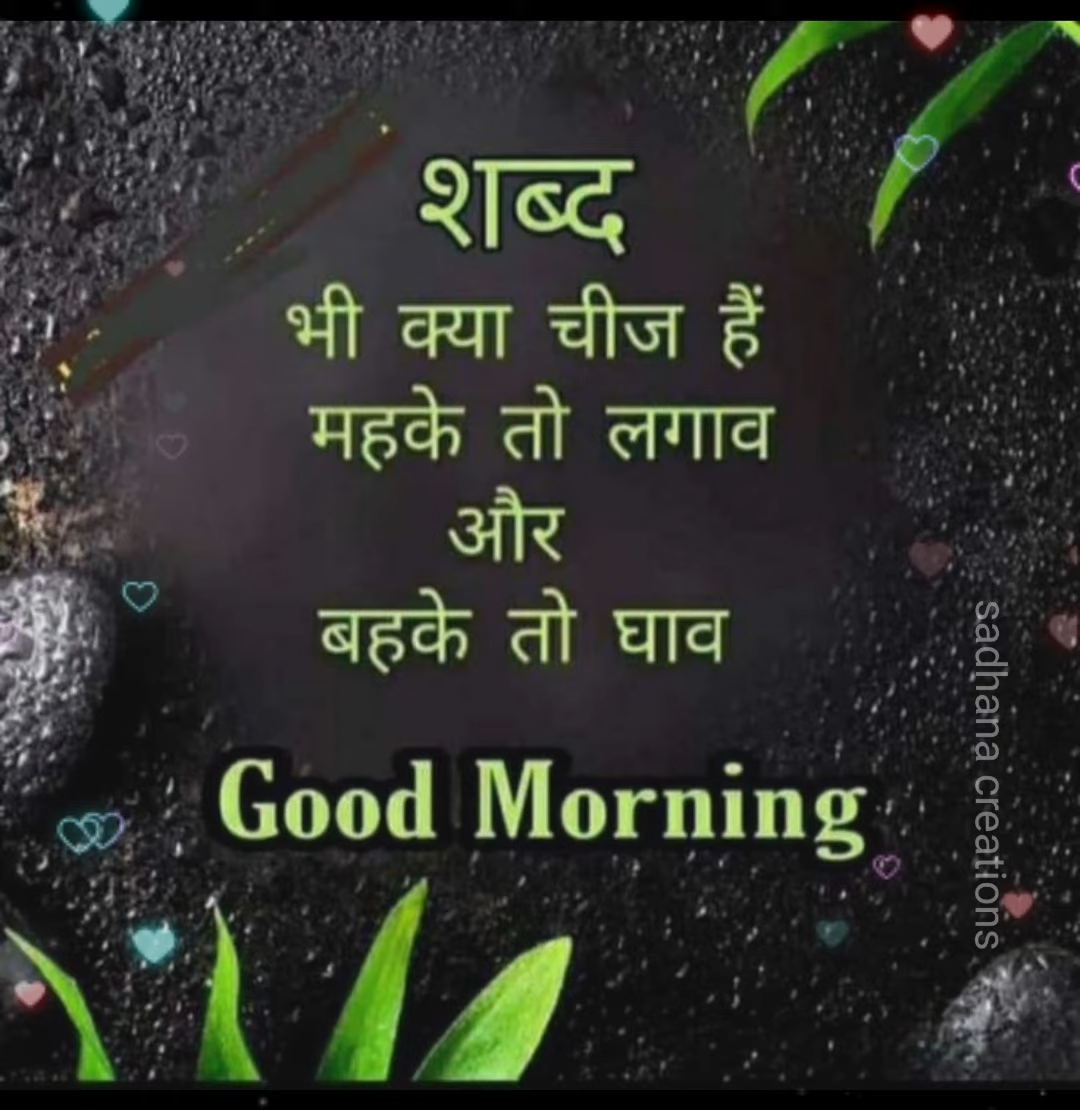 शब्द
भी क्या चीज हैं
महके तो लगाव
और
बहके तो घाव
Good Morning
sadhana creations